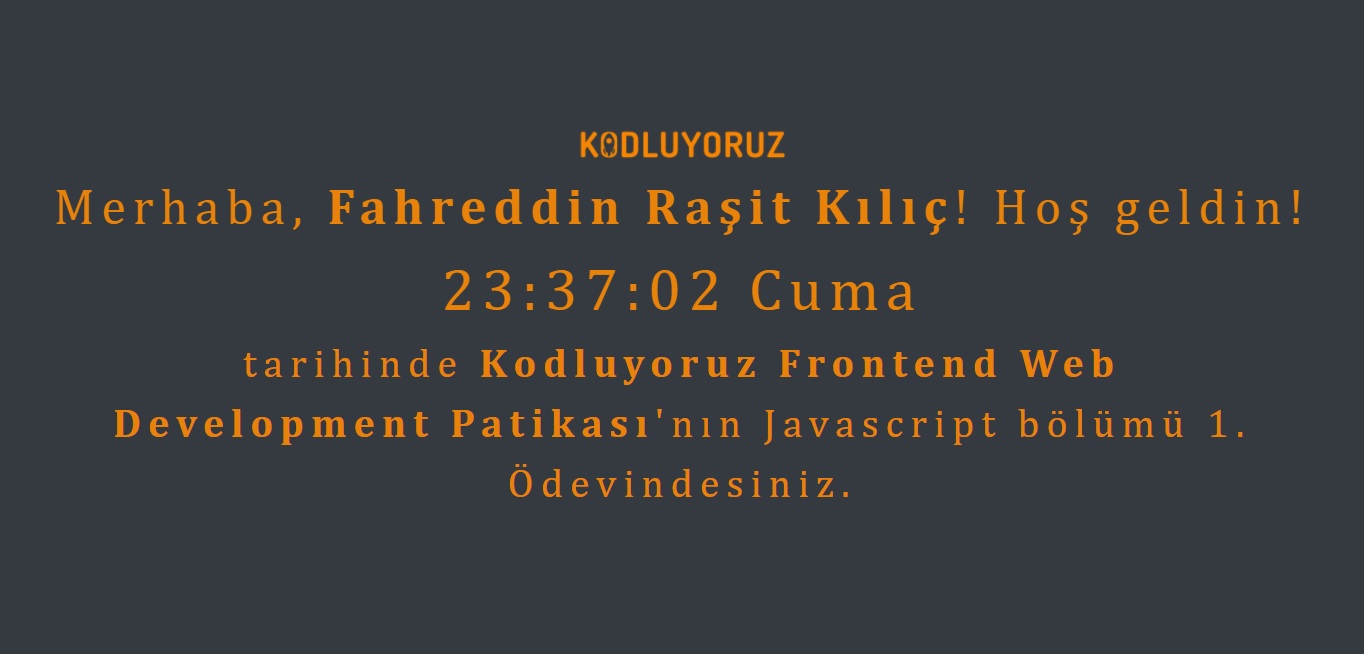 KODLUYORUZ
Merhaba, Fahreddin Raşit Kılıç! Hoş geldin!
23:37:02 Cuma
tarihinde Kodluyoruz Frontend Web
Development Patikası'nın Javascript bölümü 1.
Ödevindesiniz.